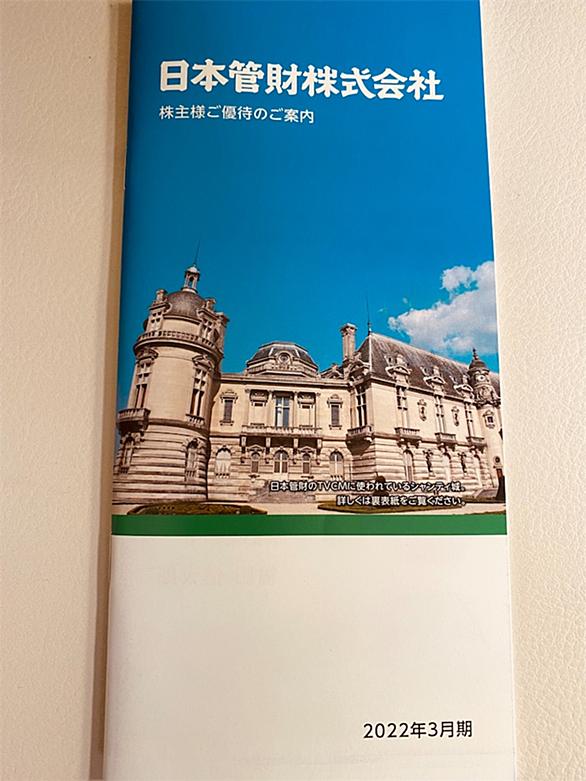 日本管財株式会社
株主様ご優待のご案内
日本管財のTVCMに使われているシャンティ城。
詳しくは裏表紙をご覧ください。
2022年3月期